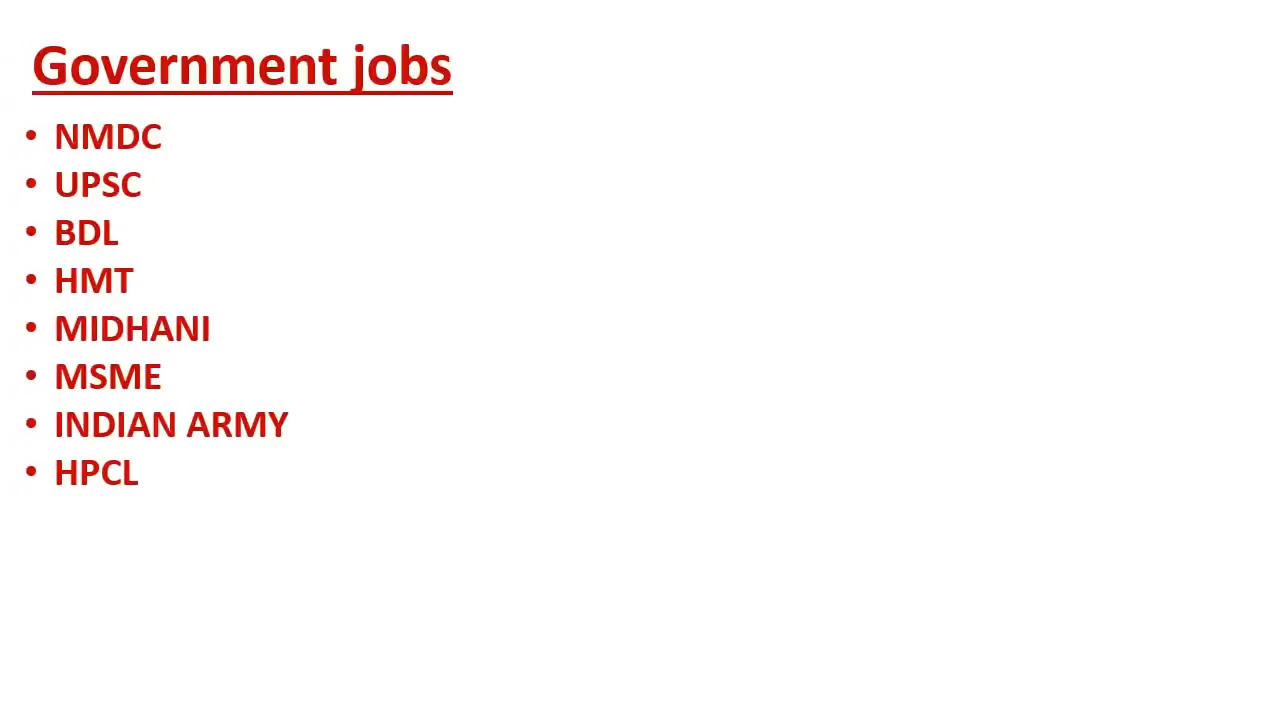 Government jobs
• NMDC
• UPSC
• BDL
• HMT
• MIDHANI
• MSME
• INDIAN ARMY
• HPCL